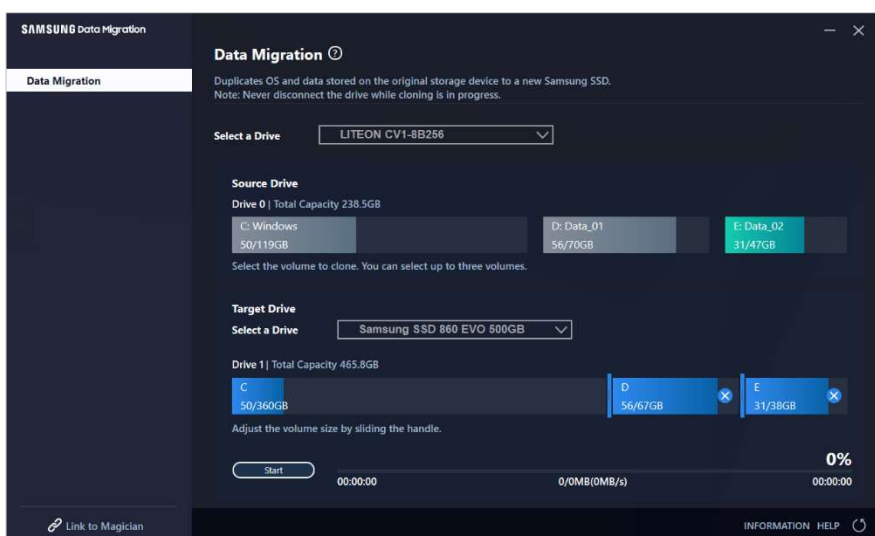 SAMSUNG Data Migration
Data Migration
Data Migration ?
Duplicates OS and data stored on the original storage device to a new Samsung SSD.
Note: Never disconnect the drive while cloning is in progress.
Select a Drive LITEON CV1-8B256
Source Drive
Drive 0 | Total Capacity 238.5GB
C: Windows D: Data_01 E: Data_02
50/119GB 56/70GB 31/47GB
Select the volume to clone. You can select up to three volumes.
Target Drive
Select a Drive Samsung SSD 860 EVO 500GB
Drive 1 | Total Capacity 465.8GB
C D E
50/360GB 56/67GB 31/38GB
Adjust the volume size by sliding the handle.
0%
Start
00:00:00 0/0MB(0MB/s) 00:00:00
Link to Magician INFORMATION HELP